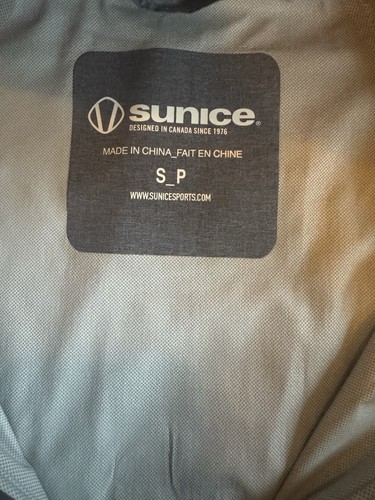 sunice®
DESIGNED IN CANADA SINCE 1976
MADE IN CHINA_FAIT EN CHINE
S_P
WWW.SUNICESPORTS.COM